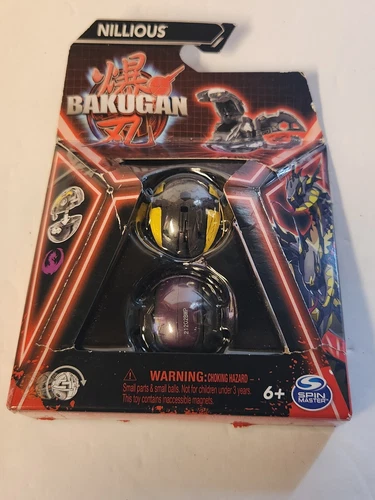 NILLIOUS
爆
BAKUGAN
丸
WARNING: CHOKING HAZARD —
Small parts & small balls. Not for children under 3 years.
This toy contains inaccessible magnets.
6+
SPIN
MASTER